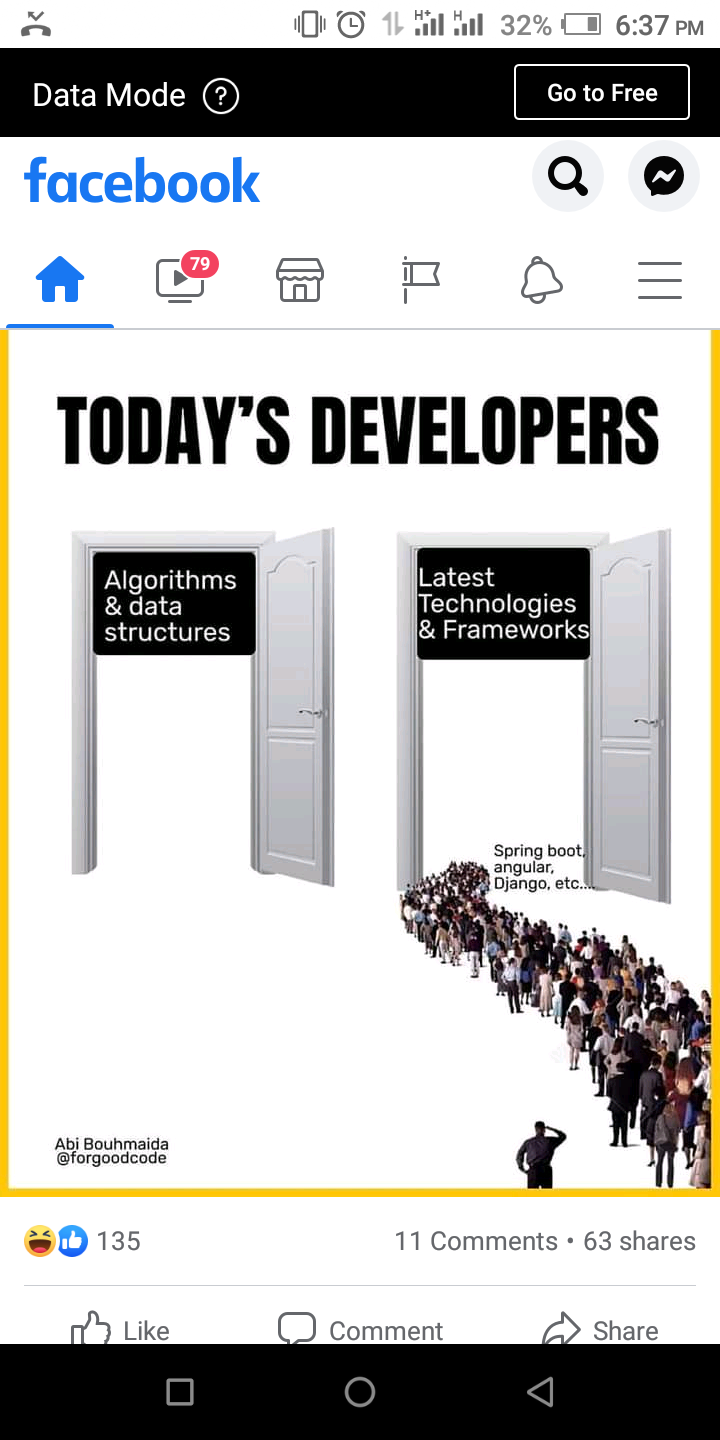 32% 6:37 PM
Data Mode ? Go to Free
facebook
79
TODAY'S DEVELOPERS
Algorithms
& data
structures
Latest
Technologies
& Frameworks
Spring boot,
angular,
Django, etc....
Abi Bouhmaida
@forgoodcode
135 11 Comments • 63 shares
Like Comment Share